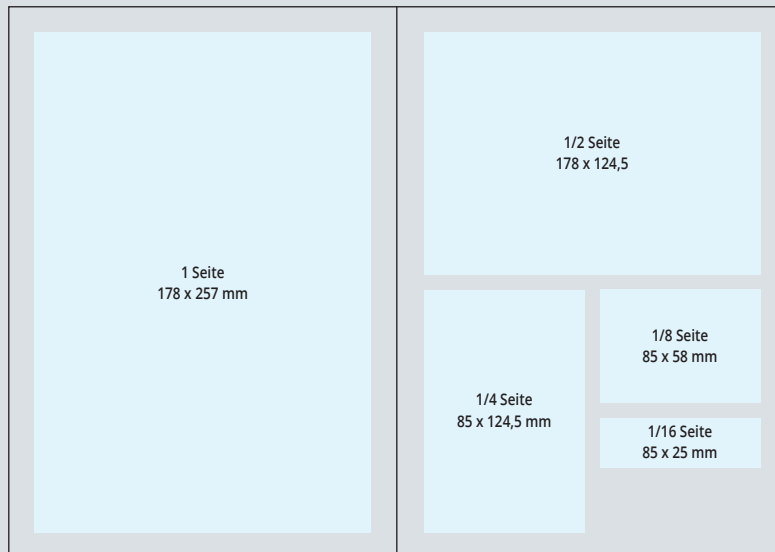 1 Seite
178 x 257 mm
1/2 Seite
178 x 124,5
1/4 Seite
85 x 124,5 mm
1/8 Seite
85 x 58 mm
1/16 Seite
85 x 25 mm